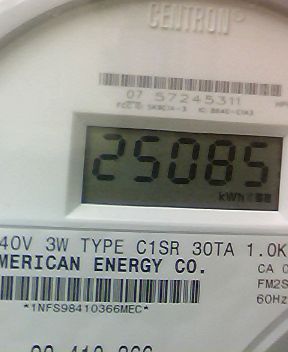 CENTRON®
07 57245311
25085
kWh
40V 3W TYPE C1SR 30TA 1.0K
MERICAN ENERGY CO.
CA 0
FM2S
60Hz
*1NFS98410366MEC*